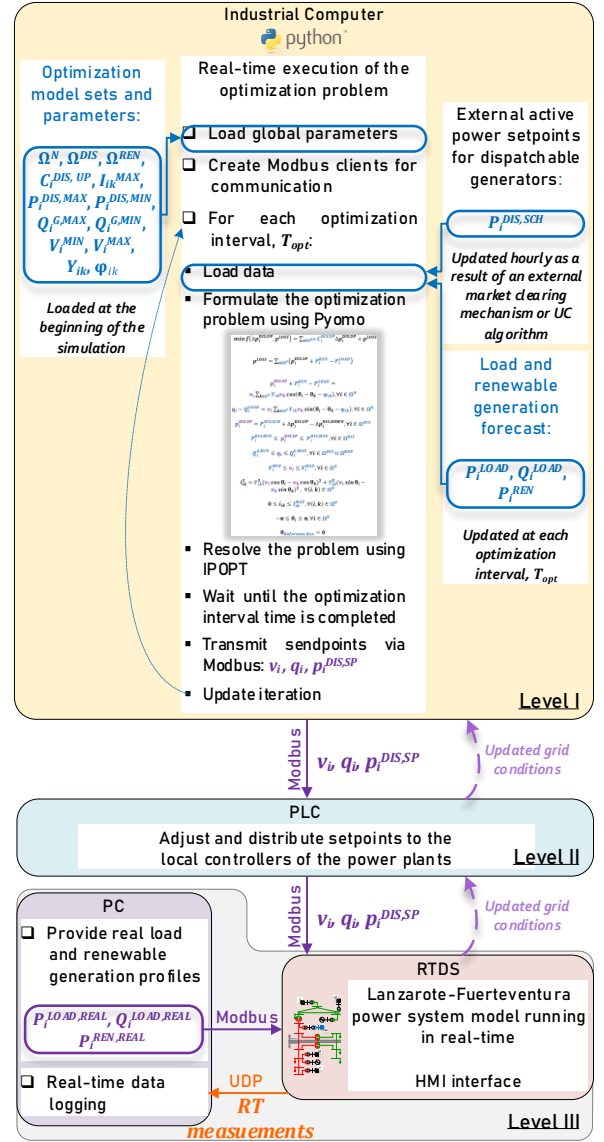 Industrial Computer
python™
Optimization
model sets and
parameters:
Ω^N, Ω^DIS, Ω^REN,
C_i^DIS,UP, I_ik^MAX
P_i^DIS,MAX, P_i^DIS,MIN,
Q_i^G,MAX, Q_i^G,MIN,
V_i^MIN, V_i^MAX
Y_ik, φ_ik
Loaded at the
beginning of the
simulation
Real-time execution of the
optimization problem
❑ Load global parameters
❑ Create Modbus clients for
communication
❑ For each optimization
interval, T_opt:
▪ Load data
▪ Formulate the optimization
problem using Pyomo
▪ Resolve the problem using
IPOPT
▪ Wait until the optimization
interval time is completed
▪ Transmit sendpoints via
Modbus: v_i, q_i, p_i^DIS,SP
▪ Update iteration
External active
power setpoints
for dispatchable
generators:
P_i^DIS,SCH
Updated hourly as a
result of an external
market clearing
mechanism or UC
algorithm
Load and
renewable
generation
forecast:
P_i^LOAD, Q_i^LOAD,
P_i^REN
Updated at each
optimization
interval, T_opt
Level I
Modbus
v_i, q_i, p_i^DIS,SP
Updated grid
conditions
PLC
Adjust and distribute setpoints to the
local controllers of the power plants
Level II
Modbus
v_i, q_i, p_i^DIS,SP
Updated grid
conditions
PC
❑ Provide real load
and renewable
generation profiles
P_i^LOAD,REAL, Q_i^LOAD,REAL
P_i^REN,REAL
❑ Real-time data
logging
Modbus
UDP
RT
measuements
RTDS
Lanzarote-Fuerteventura
power system model running
in real-time
HMI interface
Level III